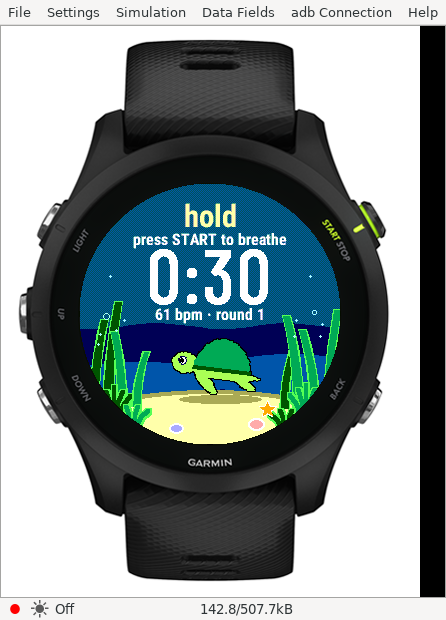 File Settings Simulation Data Fields adb Connection Help
LIGHT
START STOP
hold
press START to breathe
0:30
UP
61 bpm · round 1
DOWN
BACK
GARMIN
Off 142.8/507.7kB